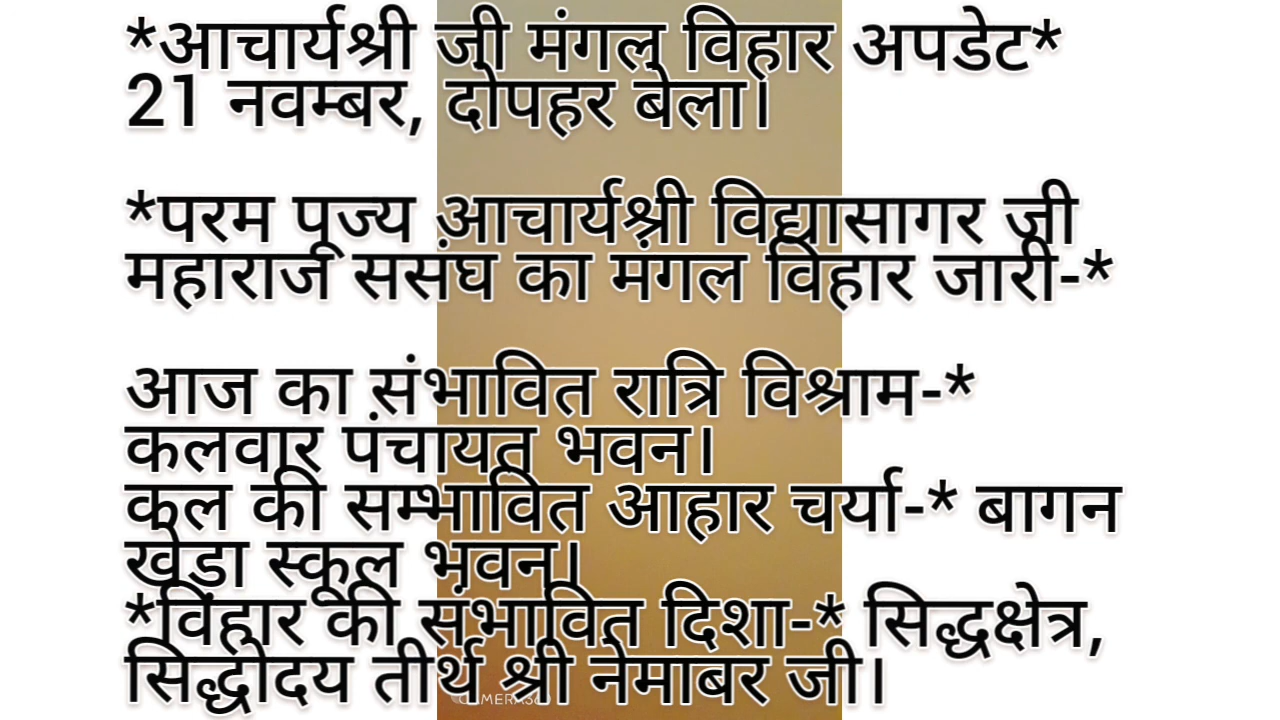 *आचार्यश्री जी मंगल विहार अपडेट*
21 नवम्बर, दोपहर बेला।
*परम पूज्य आचार्यश्री विद्यासागर जी
महाराज ससंघ का मंगल विहार जारी-*
आज का संभावित रात्रि विश्राम-*
कलवार पंचायत भवन।
कल की सम्भावित आहार चर्या-* बागन
खेड़ा स्कूल भवन।
*विहार की संभावित दिशा-* सिद्धक्षेत्र,
सिद्धोदय तीर्थ श्री नेमाबर जी।